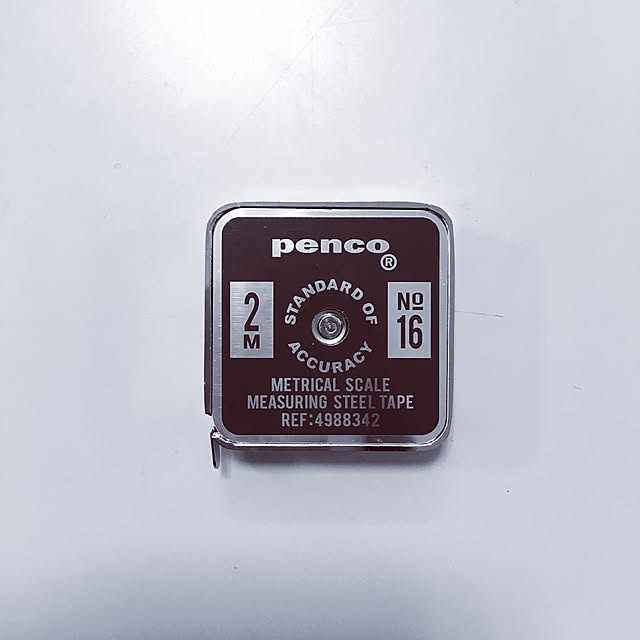 penco®
STANDARD OF
ACCURACY
2
M
Nº
16
METRICAL SCALE
MEASURING STEEL TAPE
REF:4988342